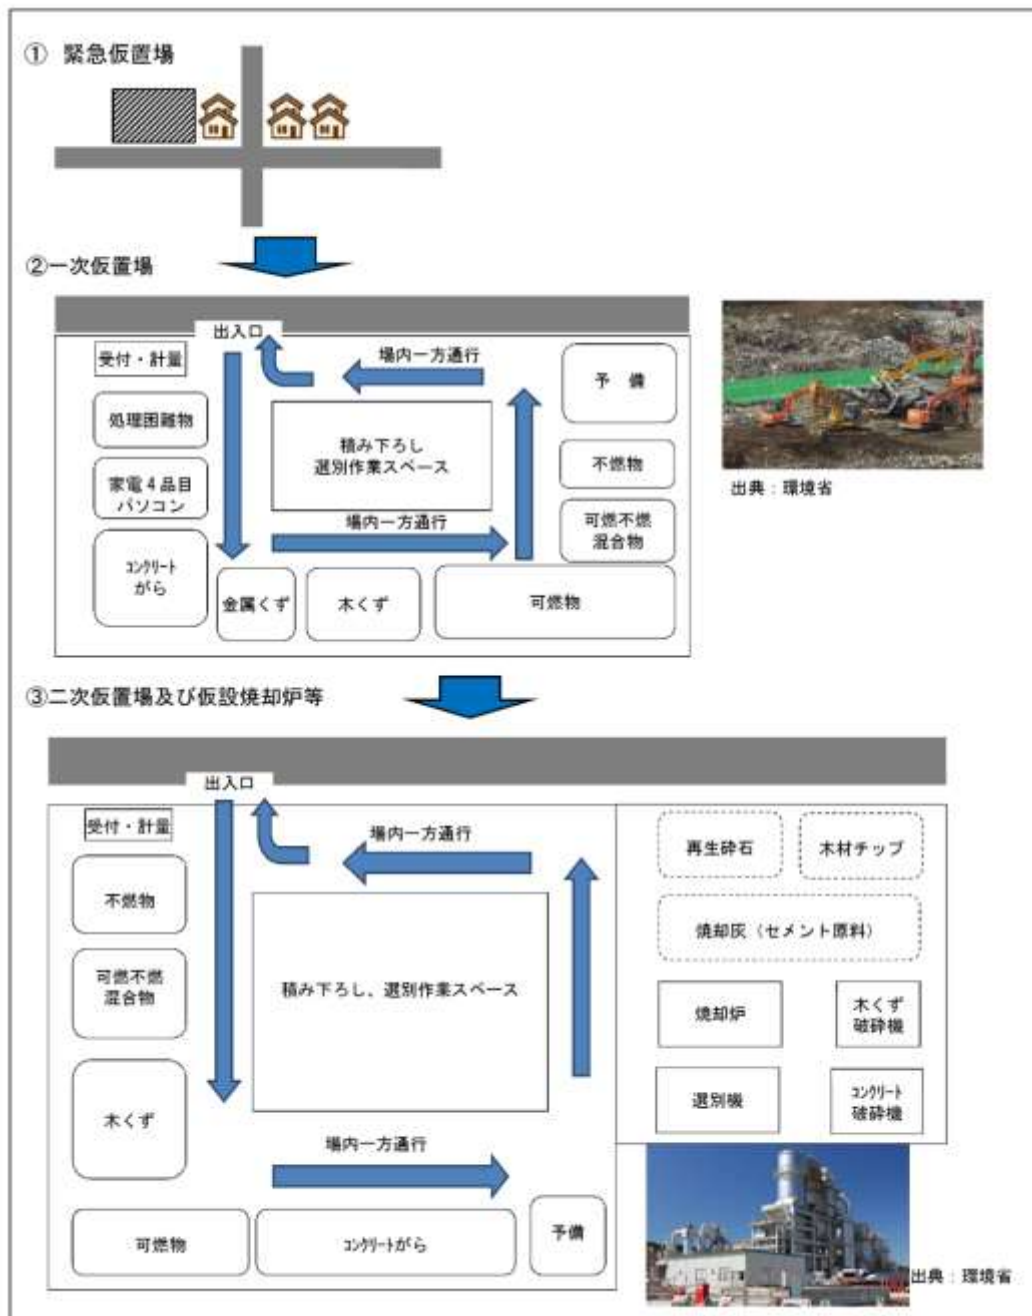 ① 緊急仮置場
②一次仮置場
出入口
受付・計量
場内一方通行
予 備
処理困難物
積み下ろし
選別作業スペース
家電4品目
パソコン
不燃物
場内一方通行
可燃不燃
混合物
コンクリート
がら
金属くず
木くず
可燃物
出典：環境省
③二次仮置場及び仮設焼却炉等
出入口
受付・計量
場内一方通行
不燃物
可燃不燃
混合物
積み下ろし、選別作業スペース
木くず
場内一方通行
可燃物
コンクリートがら
予備
再生砕石
木材チップ
焼却灰（セメント原料）
焼却炉
木くず
破砕機
選別機
コンクリート
破砕機
出典：環境省